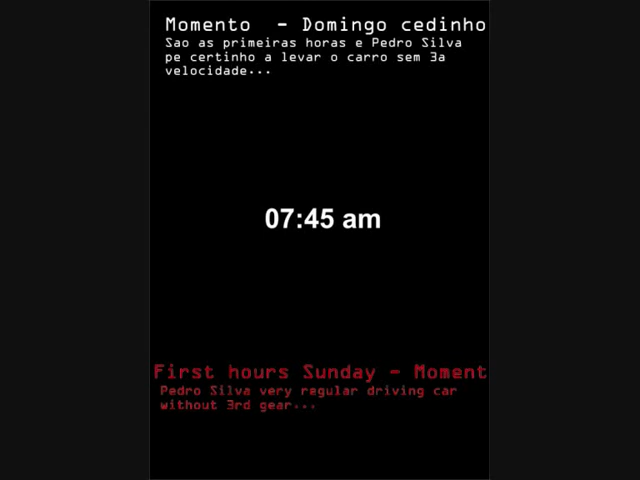 Momento - Domingo cedinho
Sao as primeiras horas e Pedro Silva
pe certinho a levar o carro sem 3a
velocidade...
07:45 am
First hours Sunday - Moment
Pedro Silva very regular driving car
without 3rd gear...